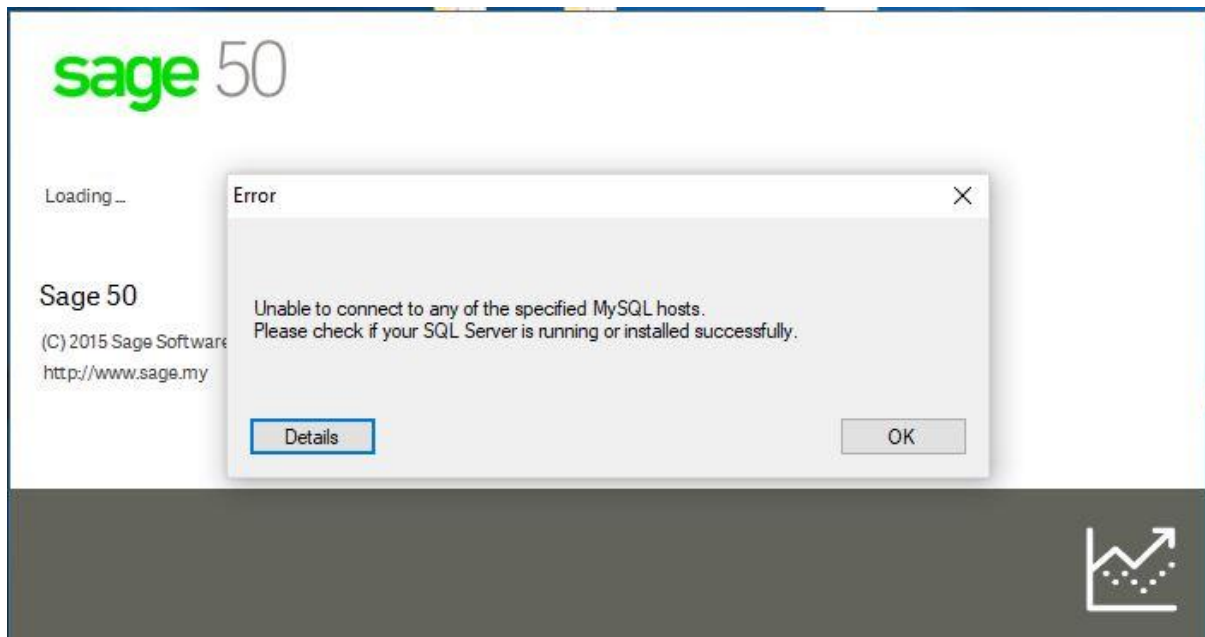 sage 50
Loading ...
Error
Sage 50
(C) 2015 Sage Software
http://www.sage.my
Unable to connect to any of the specified MySQL hosts.
Please check if your SQL Server is running or installed successfully.
Details
OK